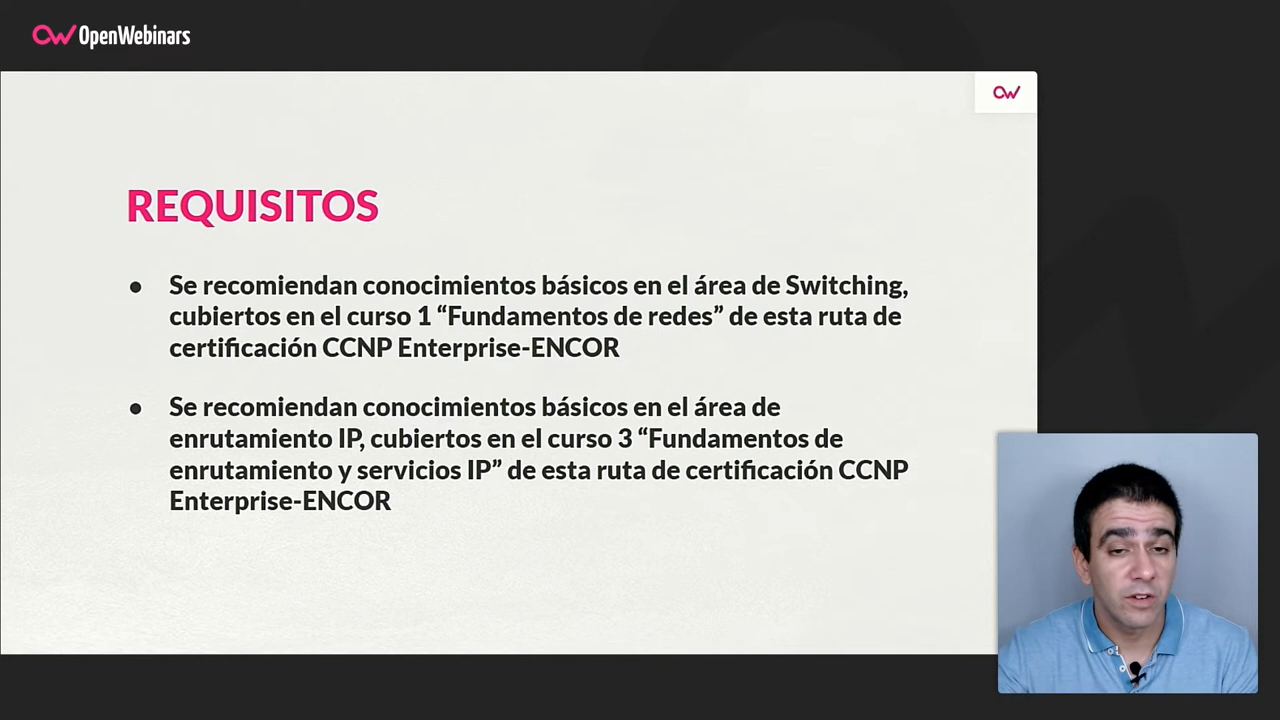 OW OpenWebinars
OW
REQUISITOS
● Se recomiendan conocimientos básicos en el área de Switching,
cubiertos en el curso 1 “Fundamentos de redes” de esta ruta de
certificación CCNP Enterprise-ENCOR
● Se recomiendan conocimientos básicos en el área de
enrutamiento IP, cubiertos en el curso 3 “Fundamentos de
enrutamiento y servicios IP” de esta ruta de certificación CCNP
Enterprise-ENCOR